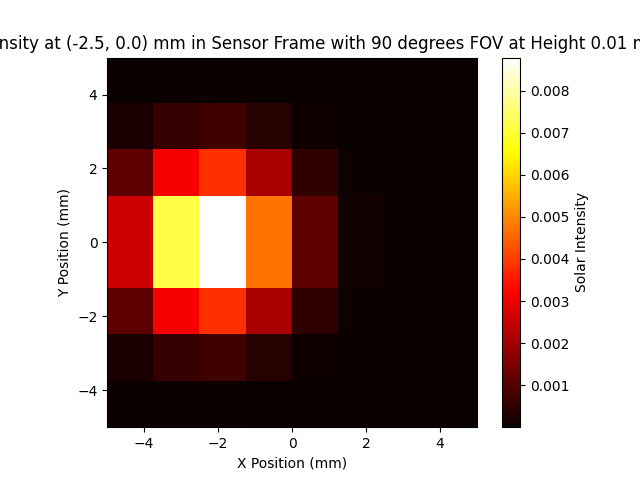 nsity at (-2.5, 0.0) mm in Sensor Frame with 90 degrees FOV at Height 0.01 m
4
2
0
−2
−4
Y Position (mm)
−4 −2 0 2 4
X Position (mm)
0.008
0.007
0.006
0.005
0.004
0.003
0.002
0.001
Solar Intensity